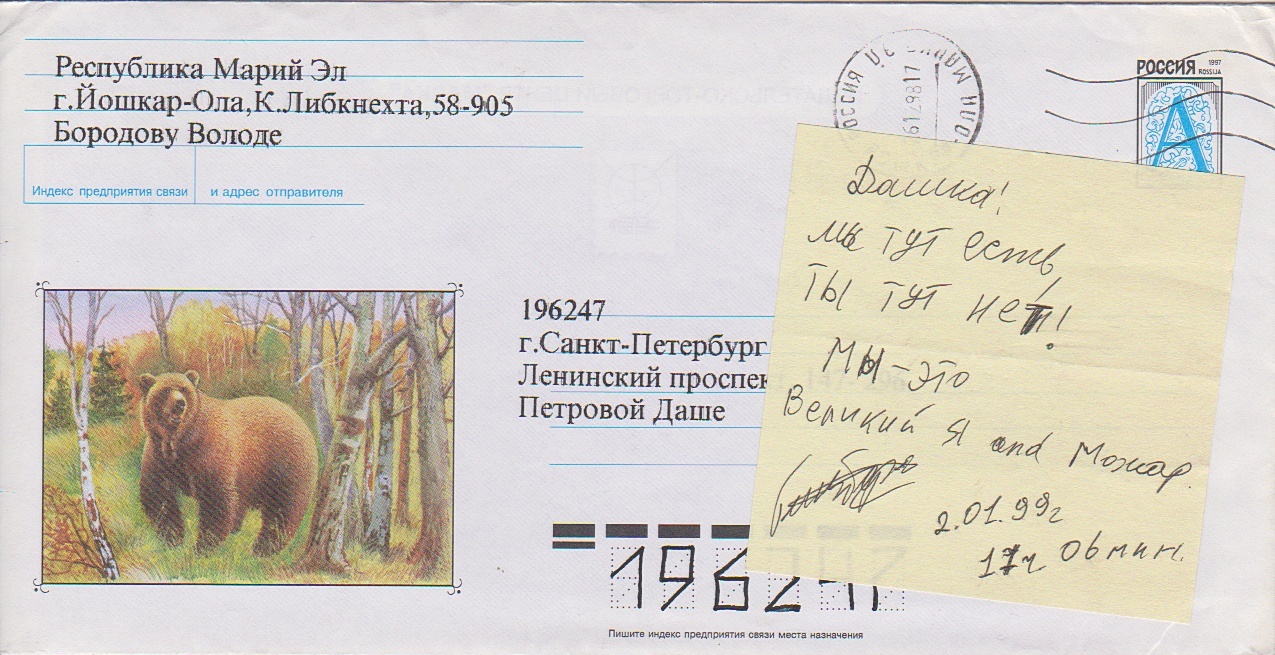 Республика Марий Эл
г.Йошкар-Ола,К.Либкнехта,58-905
Бородову Володе
Индекс предприятия связи и адрес отправителя
РОССИЯ 1997
ROSSIJA
А
196247
г.Санкт-Петербург
Ленинский проспек
Петровой Даше
Дашка!
мы тут есть,
ты тут нет!
Мы - это
Великий Я and Можар.
2.01.99г
17ч 06мин.
19624
Пишите индекс предприятия связи места назначения